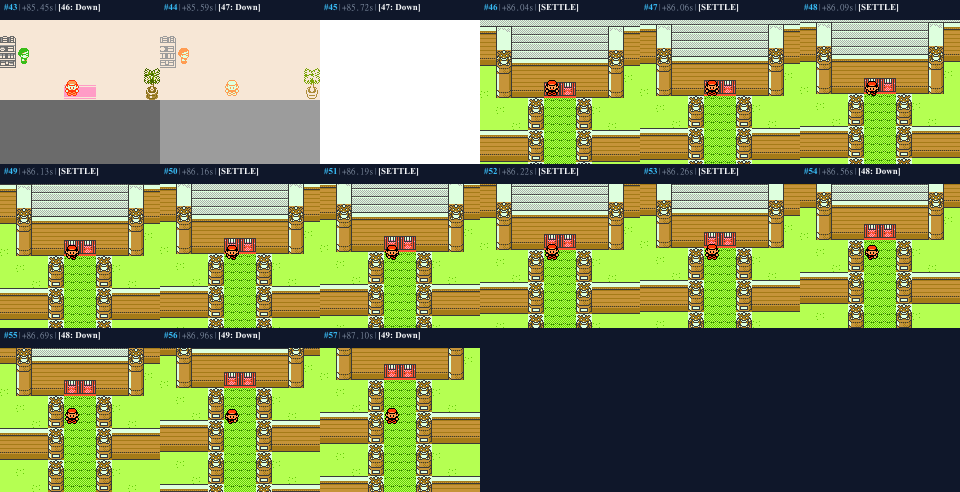 #43|+85.45s| [46: Down]
#44|+85.59s| [47: Down]
#45|+85.72s| [47: Down]
#46|+86.04s| [SETTLE]
#47|+86.06s| [SETTLE]
#48|+86.09s| [SETTLE]
#49|+86.13s| [SETTLE]
#50|+86.16s| [SETTLE]
#51|+86.19s| [SETTLE]
#52|+86.22s| [SETTLE]
#53|+86.26s| [SETTLE]
#54|+86.56s| [48: Down]
#55|+86.69s| [48: Down]
#56|+86.96s| [49: Down]
#57|+87.10s| [49: Down]